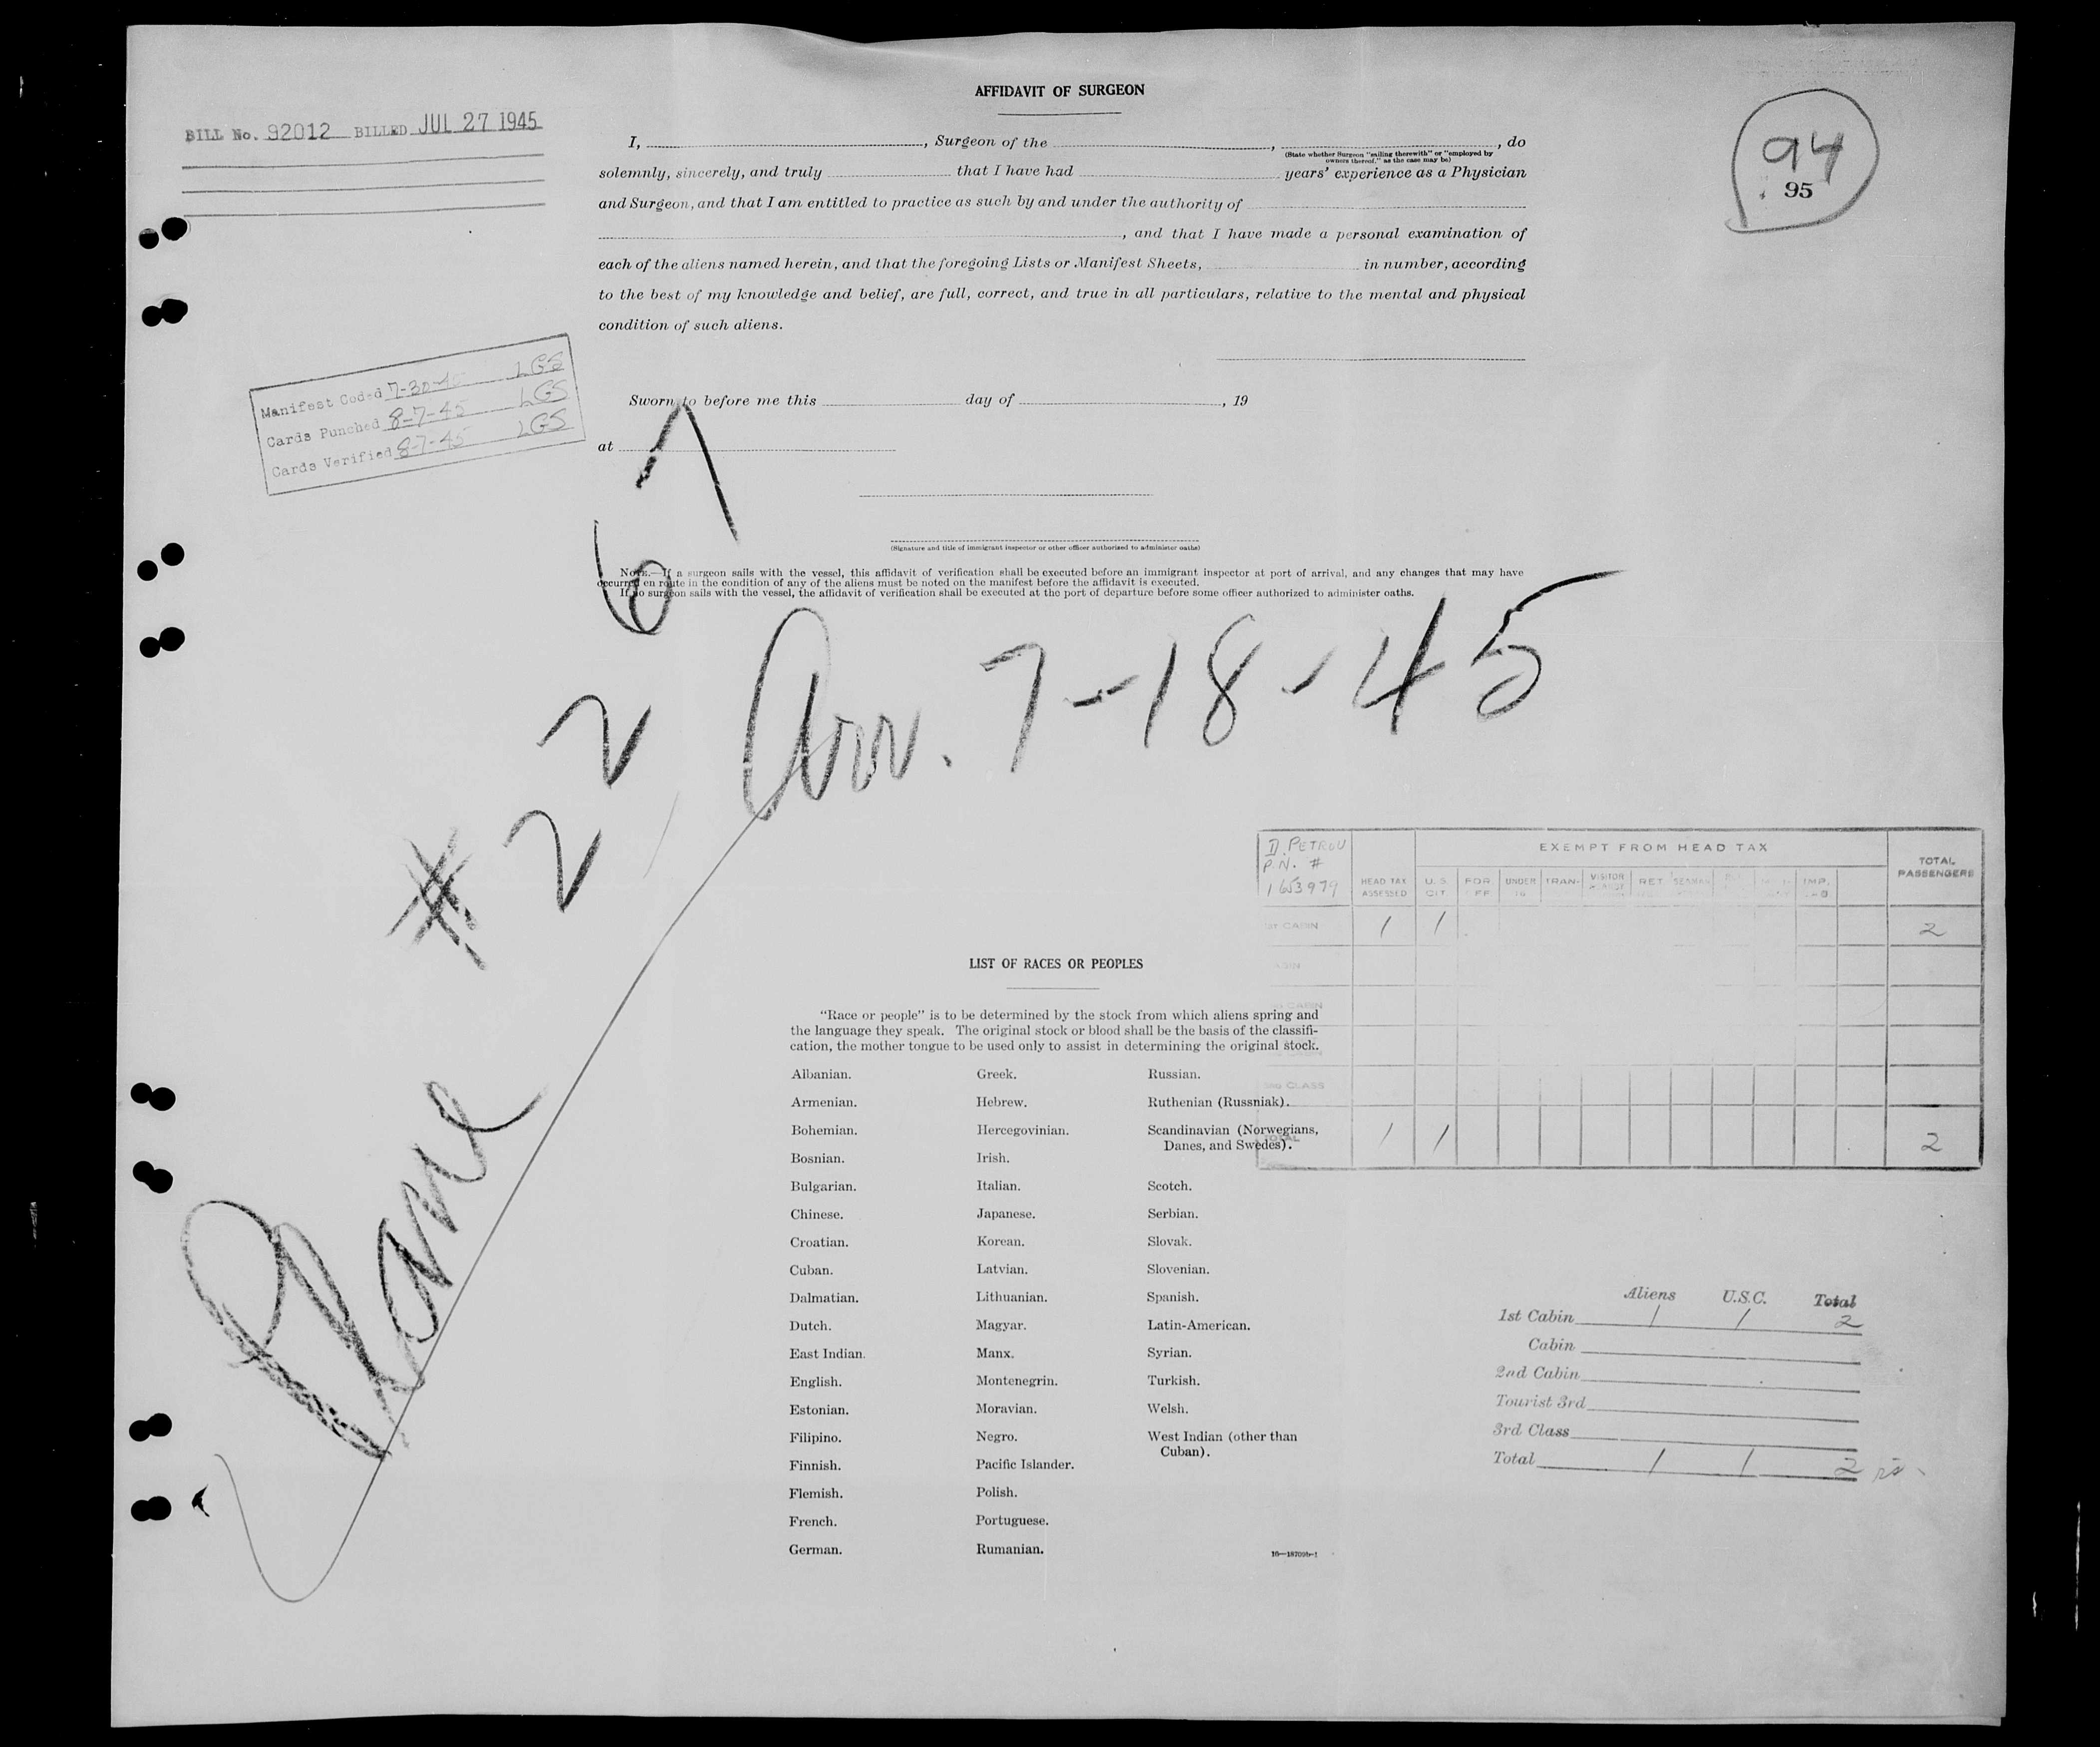 AFFIDAVIT OF SURGEON
BILL No. 92012 BILLED JUL 27 1945
94
95
I, , Surgeon of the , , do
(State whether Surgeon "sailing therewith" or "employed by
owners thereof," as the case may be)
solemnly, sincerely, and truly that I have had years' experience as a Physician
and Surgeon, and that I am entitled to practice as such by and under the authority of
, and that I have made a personal examination of
each of the aliens named herein, and that the foregoing Lists or Manifest Sheets, in number, according
to the best of my knowledge and belief, are full, correct, and true in all particulars, relative to the mental and physical
condition of such aliens.
Manifest Coded 7-30-45 LGS
Cards Punched 8-7-45 LGS
Cards Verified 8-7-45 LGS
Sworn to before me this day of , 19
at
(Signature and title of immigrant inspector or other officer authorized to administer oaths)
NOTE.—If a surgeon sails with the vessel, this affidavit of verification shall be executed before an immigrant inspector at port of arrival, and any changes that may have
occurred en route in the condition of any of the aliens must be noted on the manifest before the affidavit is executed.
If no surgeon sails with the vessel, the affidavit of verification shall be executed at the port of departure before some officer authorized to administer oaths.
Plane # 2267
Arr. 7-18-45
D. PETROU
P.N. #
1653979
EXEMPT FROM HEAD TAX
HEAD TAX ASSESSED U.S. CIT FOR UNDER 16 TRAN- VISITOR RET SEAMAN IMP. TOTAL PASSENGERS
1ST CABIN 1 1 2
CABIN
2ND CABIN
3RD CLASS
TOTAL 1 1 2
LIST OF RACES OR PEOPLES
"Race or people" is to be determined by the stock from which aliens spring and
the language they speak. The original stock or blood shall be the basis of the classifi-
cation, the mother tongue to be used only to assist in determining the original stock.
Albanian. Greek. Russian.
Armenian. Hebrew. Ruthenian (Russniak).
Bohemian. Hercegovinian. Scandinavian (Norwegians,
Danes, and Swedes).
Bosnian. Irish.
Bulgarian. Italian. Scotch.
Chinese. Japanese. Serbian.
Croatian. Korean. Slovak.
Cuban. Latvian. Slovenian.
Dalmatian. Lithuanian. Spanish.
Dutch. Magyar. Latin-American.
East Indian. Manx. Syrian.
English. Montenegrin. Turkish.
Estonian. Moravian. Welsh.
Filipino. Negro. West Indian (other than
Cuban).
Finnish. Pacific Islander.
Flemish. Polish.
French. Portuguese.
German. Rumanian.
Aliens U.S.C. Total
1st Cabin 1 1 2
Cabin
2nd Cabin
Tourist 3rd
3rd Class
Total 1 1 2